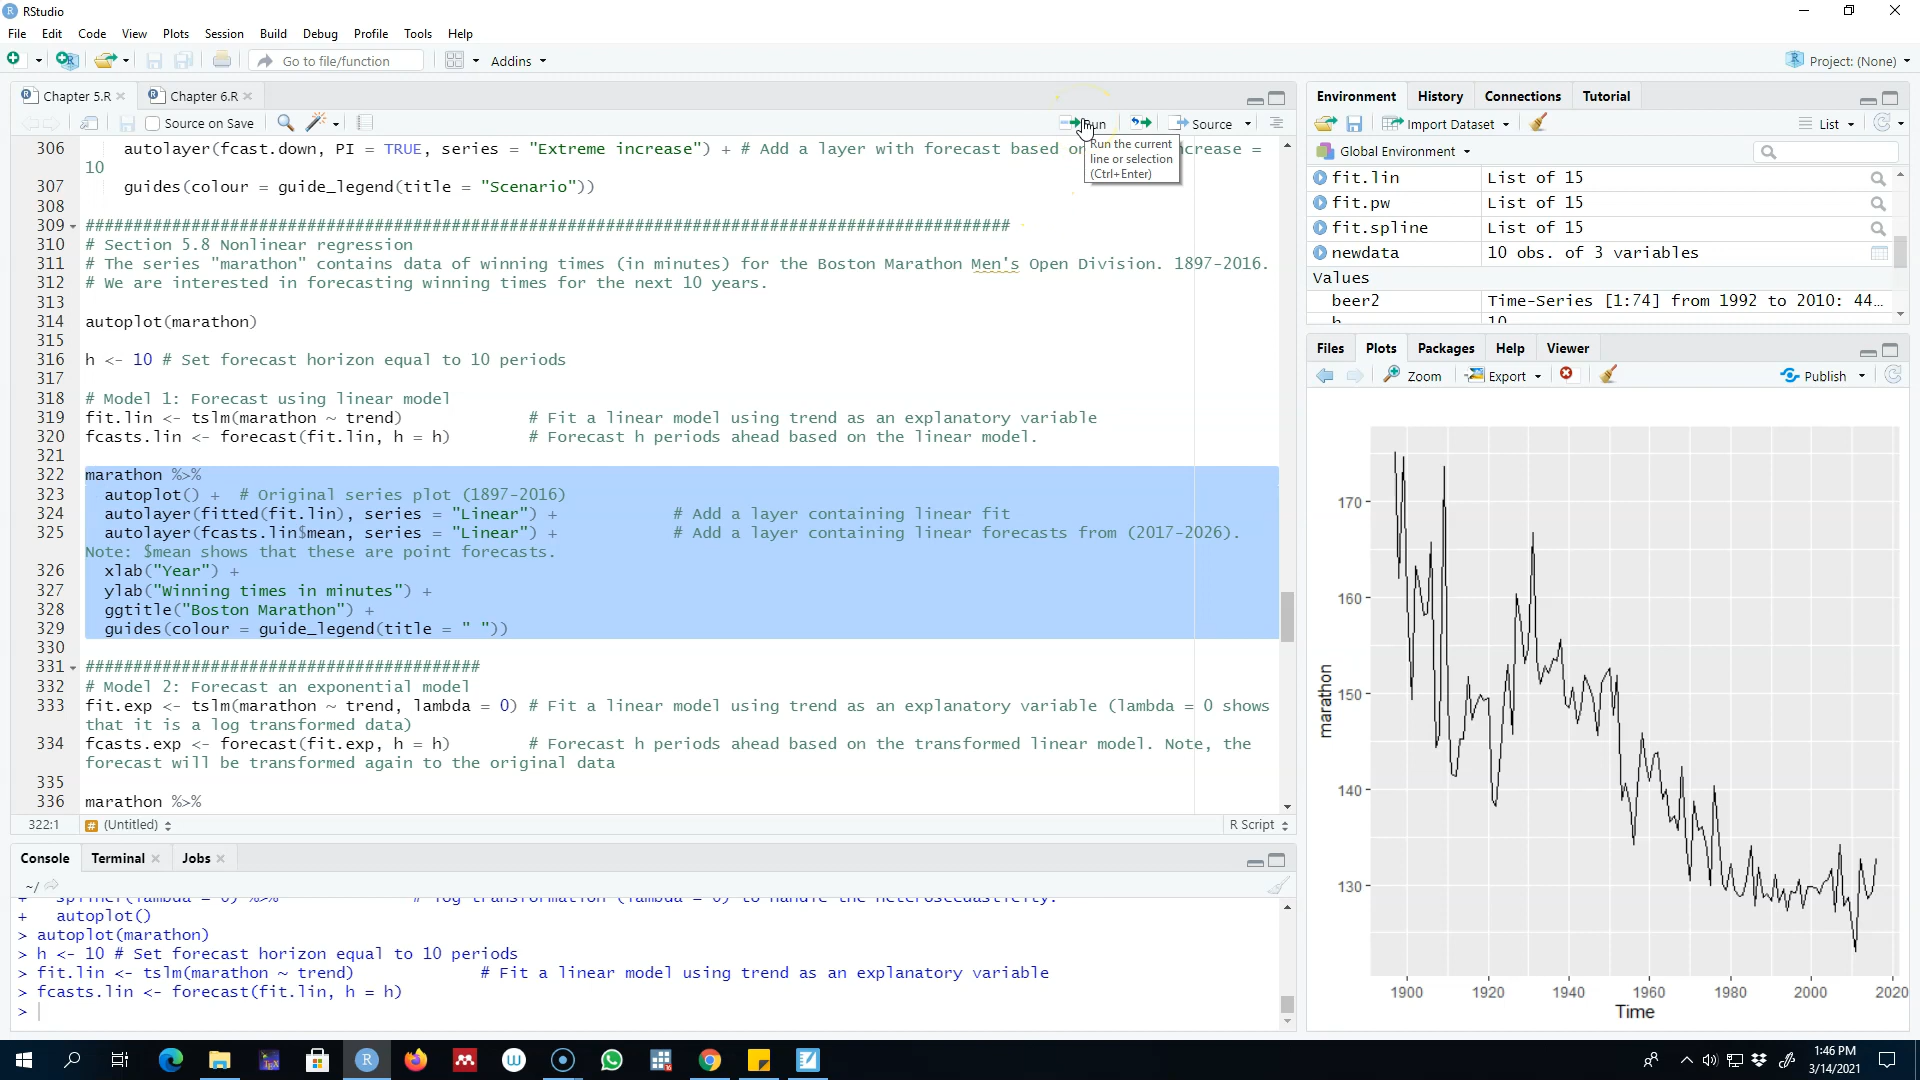 RStudio
File Edit Code View Plots Session Build Debug Profile Tools Help
Go to file/function Addins Project: (None)
Chapter 5.R Chapter 6.R
Source on Save Run Source
Run the current
line or selection
(Ctrl+Enter)
306 autolayer(fcast.down, PI = TRUE, series = "Extreme increase") + # Add a layer with forecast based on crease =
10
307 guides(colour = guide_legend(title = "Scenario"))
308
309 ################################################################################################
310 # Section 5.8 Nonlinear regression
311 # The series "marathon" contains data of winning times (in minutes) for the Boston Marathon Men's Open Division. 1897-2016.
312 # We are interested in forecasting winning times for the next 10 years.
313
314 autoplot(marathon)
315
316 h <- 10 # Set forecast horizon equal to 10 periods
317
318 # Model 1: Forecast using linear model
319 fit.lin <- tslm(marathon ~ trend) # Fit a linear model using trend as an explanatory variable
320 fcasts.lin <- forecast(fit.lin, h = h) # Forecast h periods ahead based on the linear model.
321
322 marathon %>%
323 autoplot() + # Original series plot (1897-2016)
324 autolayer(fitted(fit.lin), series = "Linear") + # Add a layer containing linear fit
325 autolayer(fcasts.lin$mean, series = "Linear") + # Add a layer containing linear forecasts from (2017-2026).
Note: $mean shows that these are point forecasts.
326 xlab("Year") +
327 ylab("Winning times in minutes") +
328 ggtitle("Boston Marathon") +
329 guides(colour = guide_legend(title = " "))
330
331 #########################################
332 # Model 2: Forecast an exponential model
333 fit.exp <- tslm(marathon ~ trend, lambda = 0) # Fit a linear model using trend as an explanatory variable (lambda = 0 shows
that it is a log transformed data)
334 fcasts.exp <- forecast(fit.exp, h = h) # Forecast h periods ahead based on the transformed linear model. Note, the
forecast will be transformed again to the original data
335
336 marathon %>%
322:1 # (Untitled) R Script
Console Terminal Jobs
~/
+ spliner(lambda = 0) %>% # log transformation (lambda = 0) to handle the heteroscedasticity.
+ autoplot()
> autoplot(marathon)
> h <- 10 # Set forecast horizon equal to 10 periods
> fit.lin <- tslm(marathon ~ trend) # Fit a linear model using trend as an explanatory variable
> fcasts.lin <- forecast(fit.lin, h = h)
>
Environment History Connections Tutorial
Import Dataset List
Global Environment
fit.lin List of 15
fit.pw List of 15
fit.spline List of 15
newdata 10 obs. of 3 variables
Values
beer2 Time-Series [1:74] from 1992 to 2010: 44...
h 10
Files Plots Packages Help Viewer
Zoom Export Publish
170
160
150
140
130
marathon
1900 1920 1940 1960 1980 2000 2020
Time
1:46 PM
3/14/2021